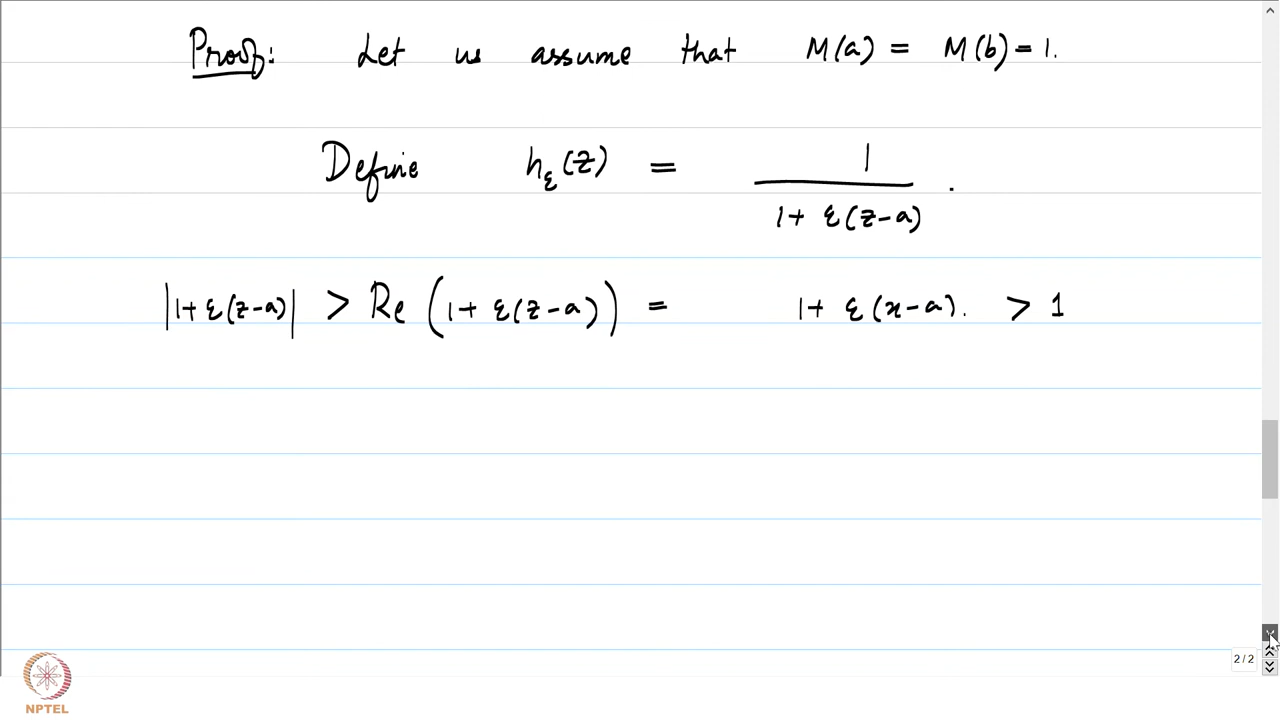 Proof: Let us assume that M(a) = M(b) = 1.
Define h_ε(z) = 1 / (1 + ε(z-a)) .
|1 + ε(z-a)| > Re (1 + ε(z-a)) = 1 + ε(x-a). > 1
2 / 2
NPTEL